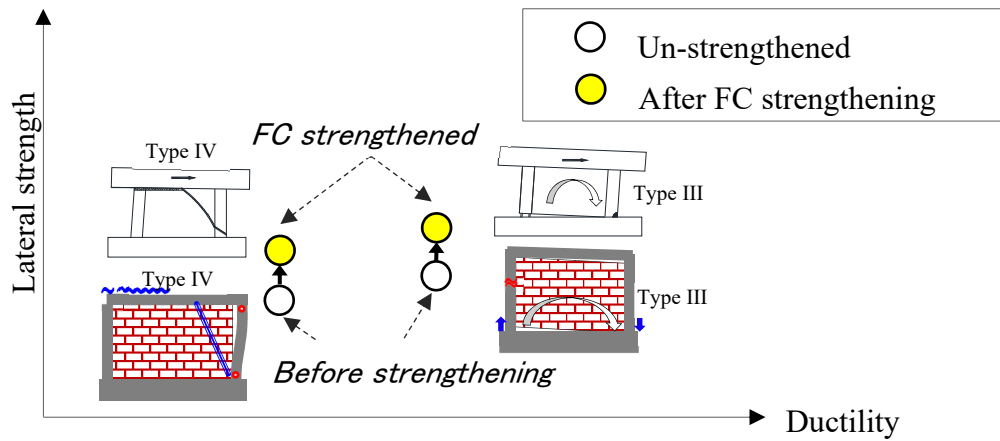 Un-strengthened
After FC strengthening
FC strengthened
Type IV
Type III
Lateral strength
Type IV
Type III
Before strengthening
Ductility